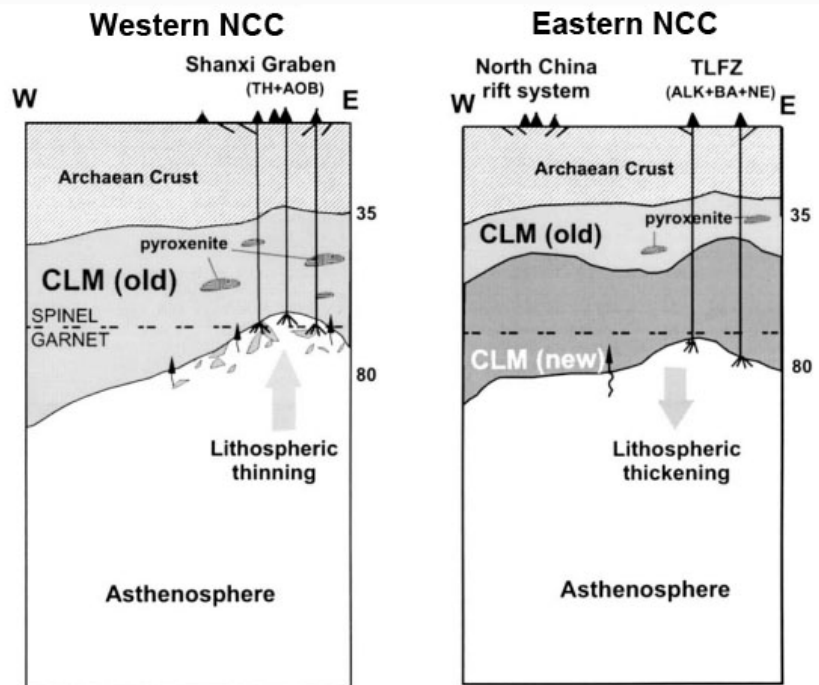 Western NCC
Shanxi Graben
(TH+AOB)
W
E
Archaean Crust
35
pyroxenite
CLM (old)
SPINEL
GARNET
80
Lithospheric
thinning
Asthenosphere
Eastern NCC
North China
rift system
TLFZ
(ALK+BA+NE)
W
E
Archaean Crust
35
pyroxenite
CLM (old)
CLM (new)
80
Lithospheric
thickening
Asthenosphere